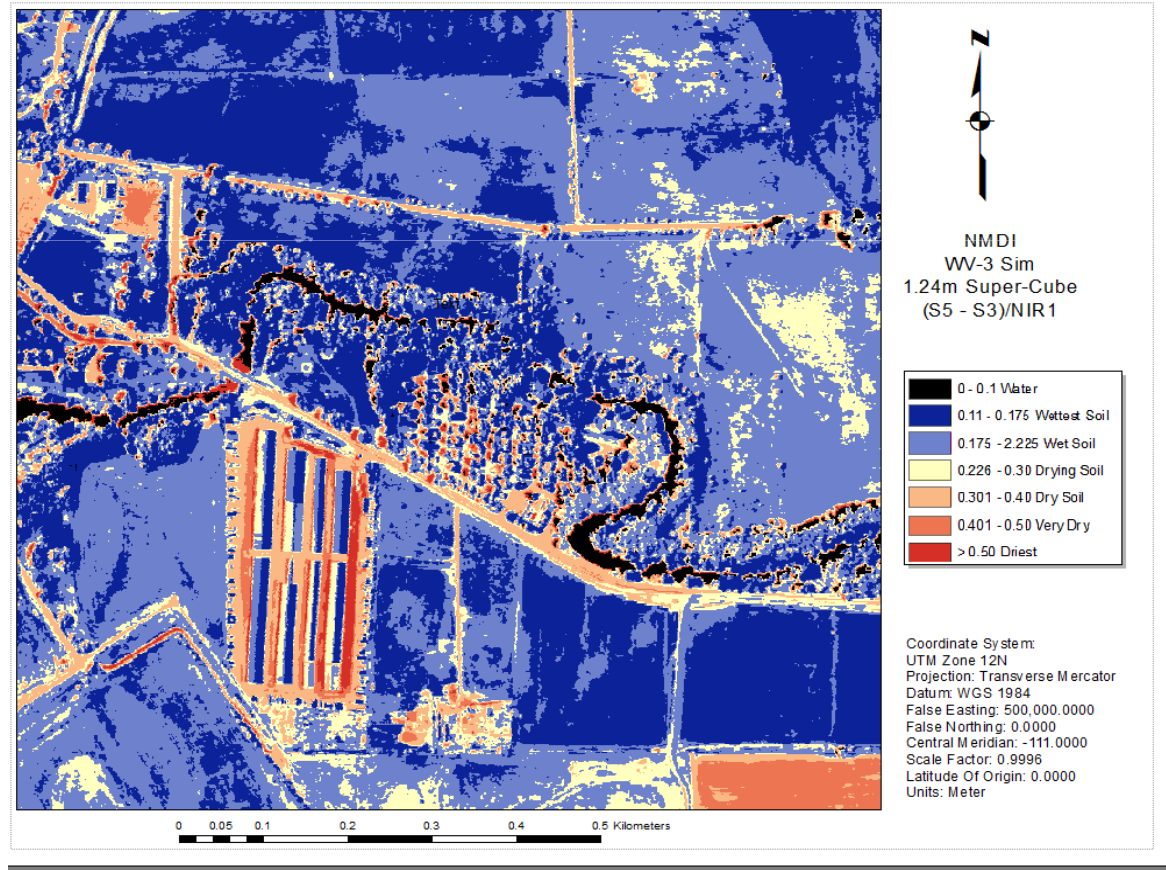 N
NMDI
WV-3 Sim
1.24m Super-Cube
(S5 - S3)/NIR1
0 - 0.1 Water
0.11 - 0.175 Wettest Soil
0.175 - 2.225 Wet Soil
0.226 - 0.30 Drying Soil
0.301 - 0.40 Dry Soil
0.401 - 0.50 Very Dry
> 0.50 Driest
Coordinate System:
UTM Zone 12N
Projection: Transverse Mercator
Datum: WGS 1984
False Easting: 500,000.0000
False Northing: 0.0000
Central Meridian: -111.0000
Scale Factor: 0.9996
Latitude Of Origin: 0.0000
Units: Meter
0 0.05 0.1 0.2 0.3 0.4 0.5 Kilometers